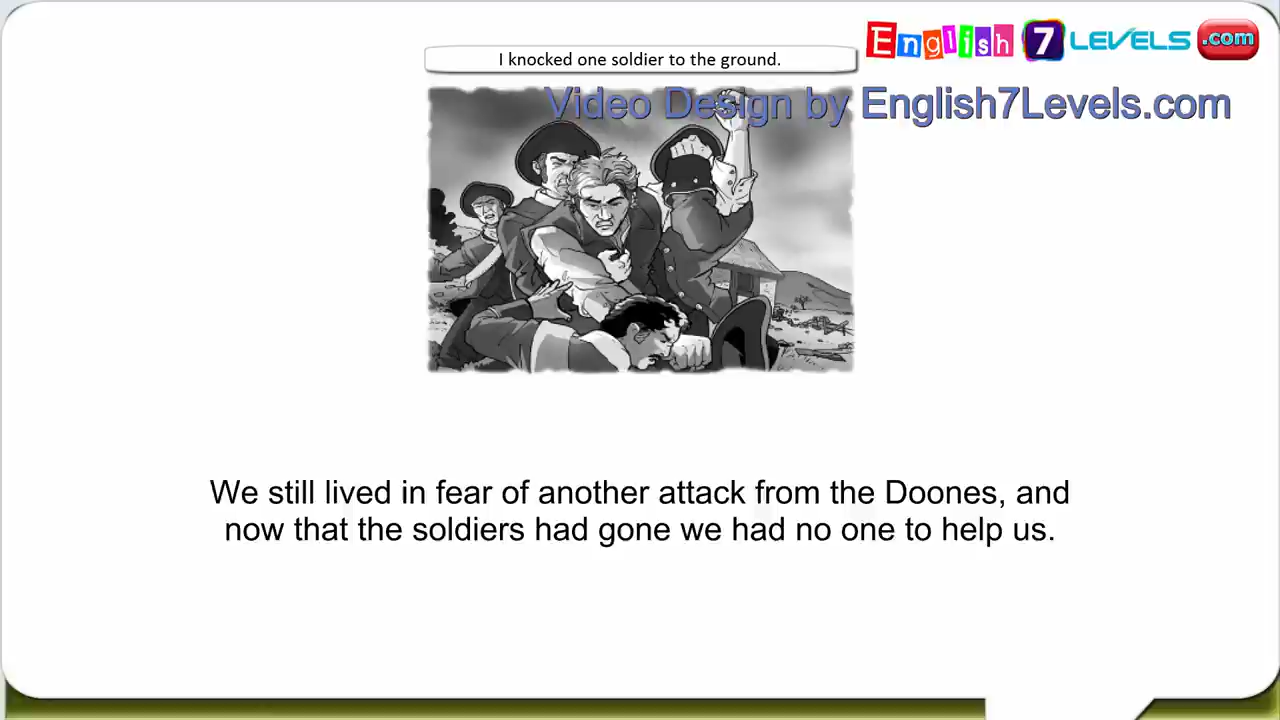 English 7 LEVELS .com
I knocked one soldier to the ground.
Video Design by English7Levels.com
We still lived in fear of another attack from the Doones, and
now that the soldiers had gone we had no one to help us.